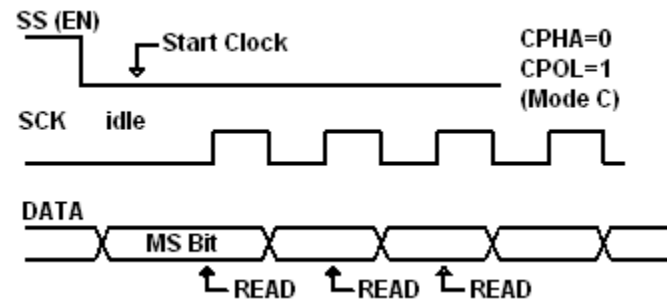 SS (EN)
Start Clock
CPHA=0
CPOL=1
(Mode C)
SCK idle
DATA
MS Bit
READ READ READ